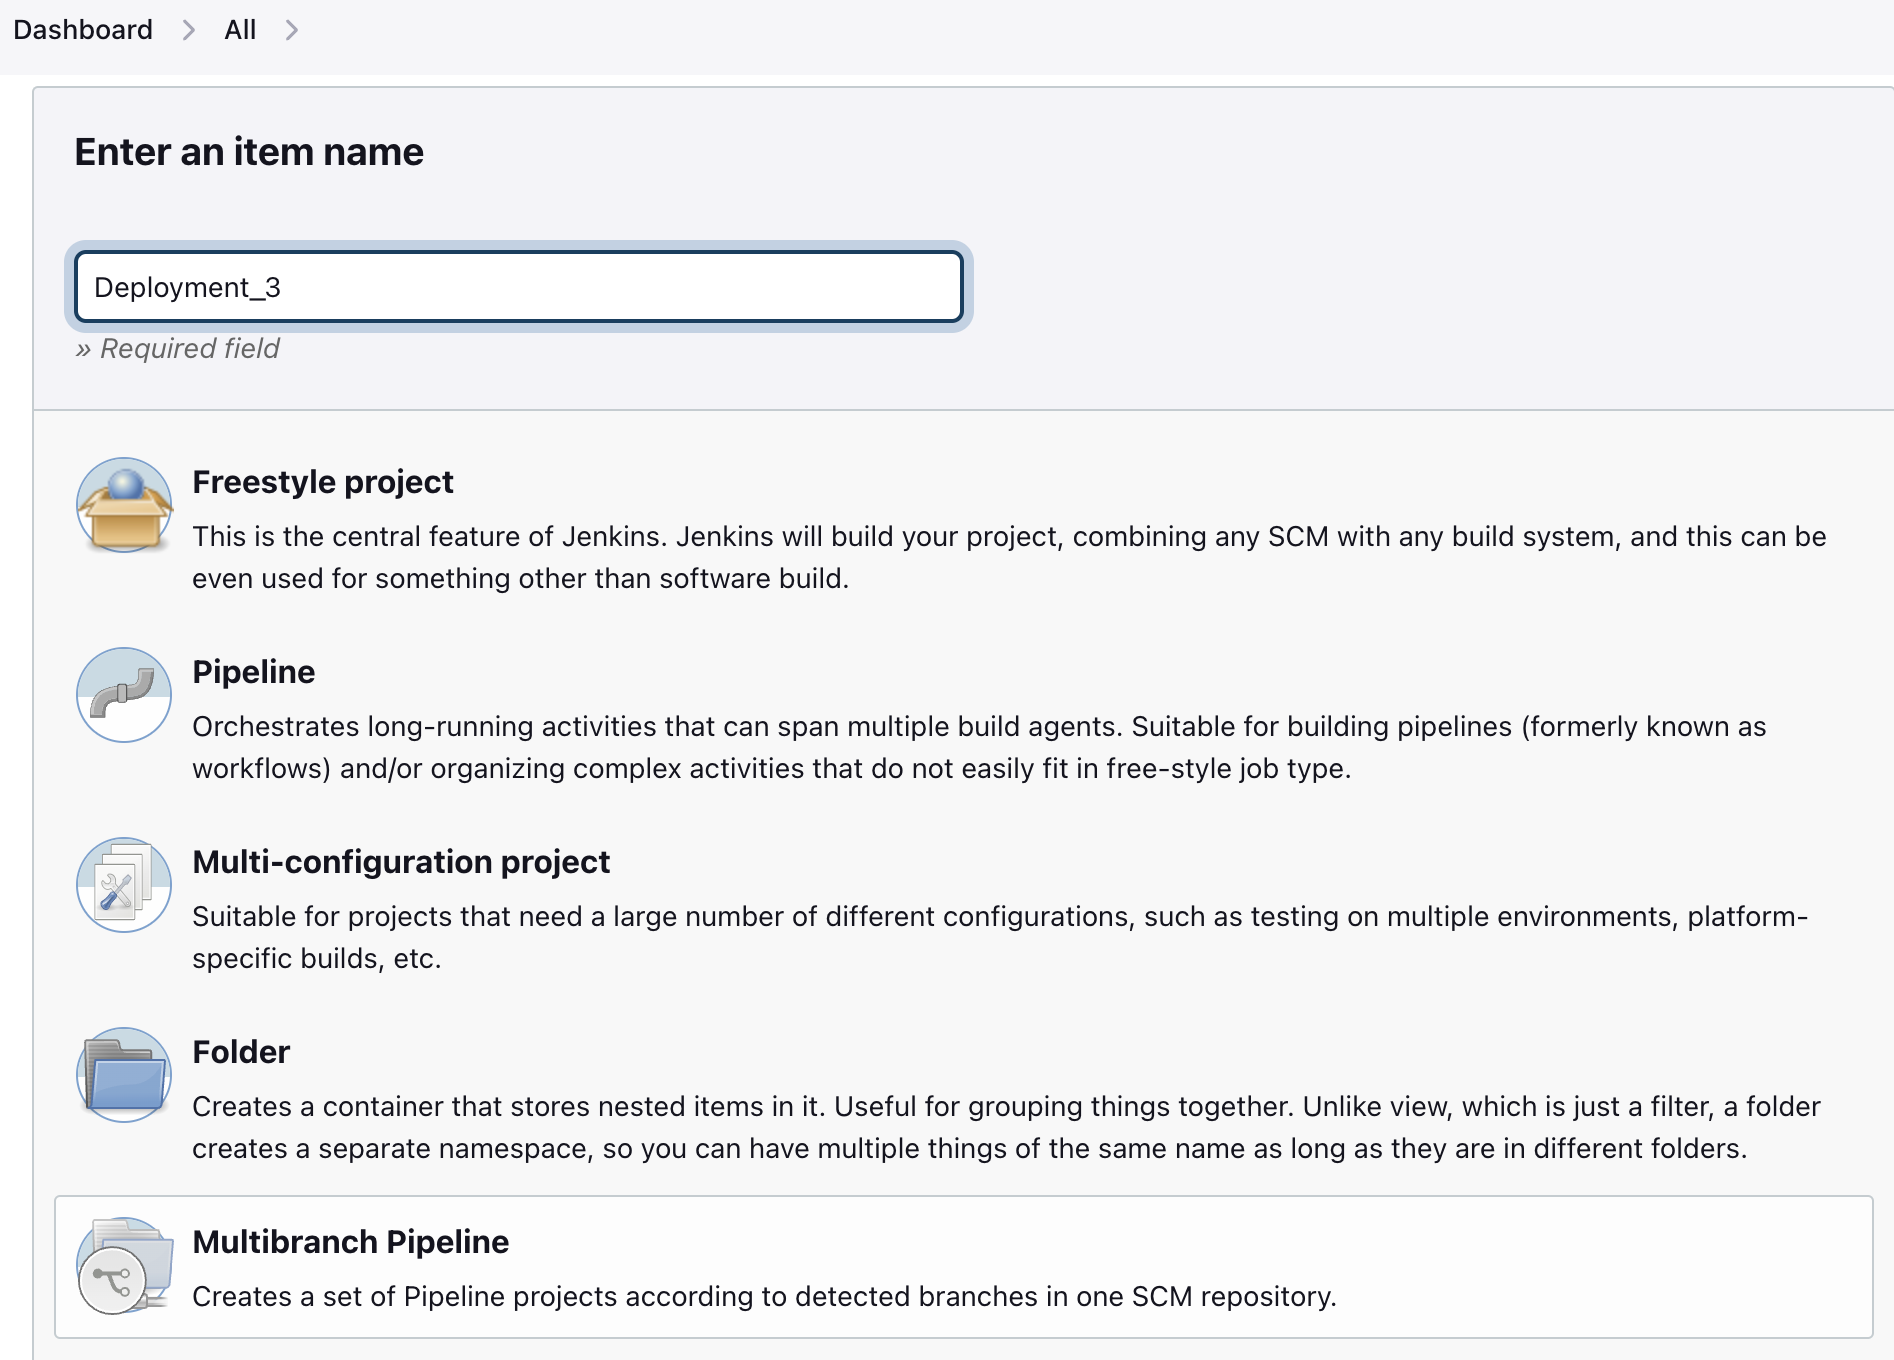 Dashboard > All >
Enter an item name
Deployment_3
» Required field
Freestyle project
This is the central feature of Jenkins. Jenkins will build your project, combining any SCM with any build system, and this can be
even used for something other than software build.
Pipeline
Orchestrates long-running activities that can span multiple build agents. Suitable for building pipelines (formerly known as
workflows) and/or organizing complex activities that do not easily fit in free-style job type.
Multi-configuration project
Suitable for projects that need a large number of different configurations, such as testing on multiple environments, platform-
specific builds, etc.
Folder
Creates a container that stores nested items in it. Useful for grouping things together. Unlike view, which is just a filter, a folder
creates a separate namespace, so you can have multiple things of the same name as long as they are in different folders.
Multibranch Pipeline
Creates a set of Pipeline projects according to detected branches in one SCM repository.